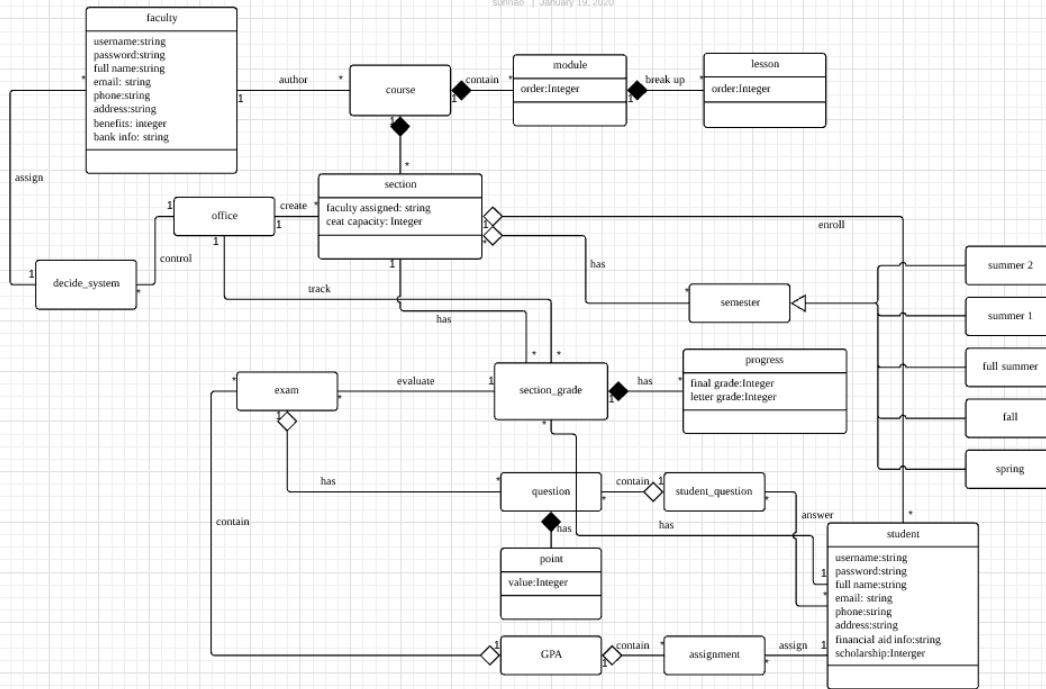 sunhao | January 19, 2020
faculty
username:string
password:string
full name:string
email: string
phone:string
address:string
benefits: integer
bank info: string
*
1
author
*
course
1
contain
*
module
order:Integer
1
break up
*
lesson
order:Integer
1
*
assign
section
faculty assigned: string
ceat capacity: Integer
1
office
1
create
*
1
1
*
enroll
control
1
decide_system
*
1
has
*
semester
summer 2
summer 1
full summer
fall
spring
track
has
*
*
progress
final grade:Integer
letter grade:Integer
*
exam
*
evaluate
1
section_grade
1
has
*
1
*
has
*
question
*
contain
1
student_question
*
answer
has
has
contain
point
value:Integer
*
student
username:string
password:string
full name:string
email: string
phone:string
address:string
financial aid info:string
scholarship:Interger
1
*
1
GPA
1
contain
*
assignment
*
assign
1